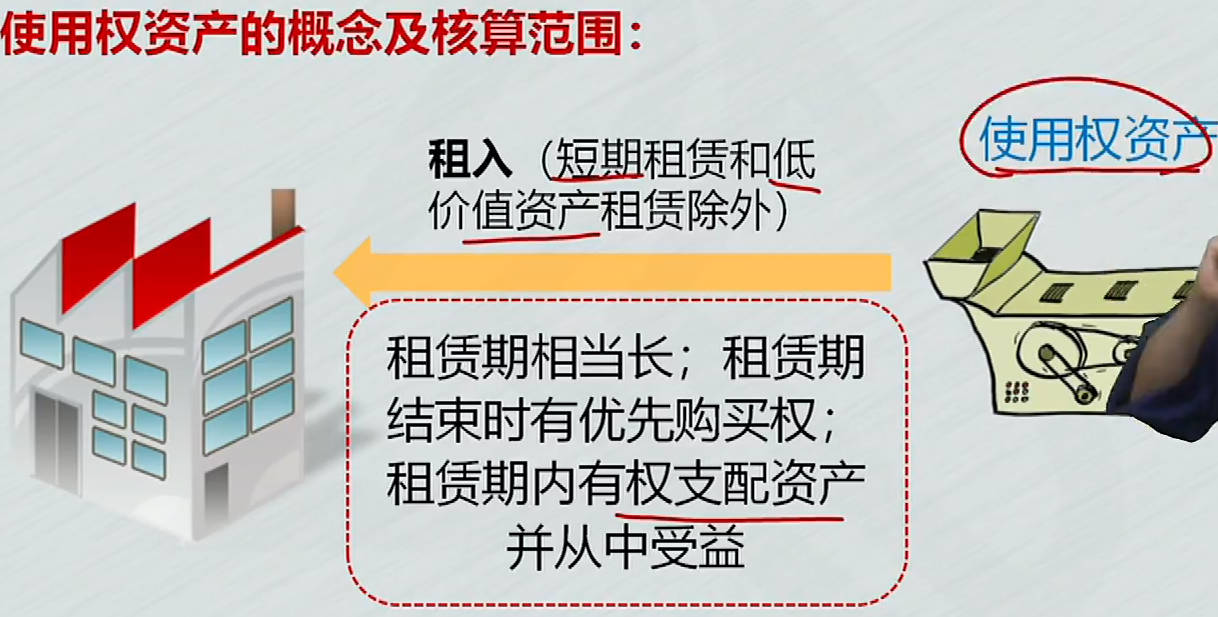 使用权资产的概念及核算范围：
使用权资产
租入（短期租赁和低
价值资产租赁除外）
租赁期相当长；租赁期
结束时有优先购买权；
租赁期内有权支配资产
并从中受益